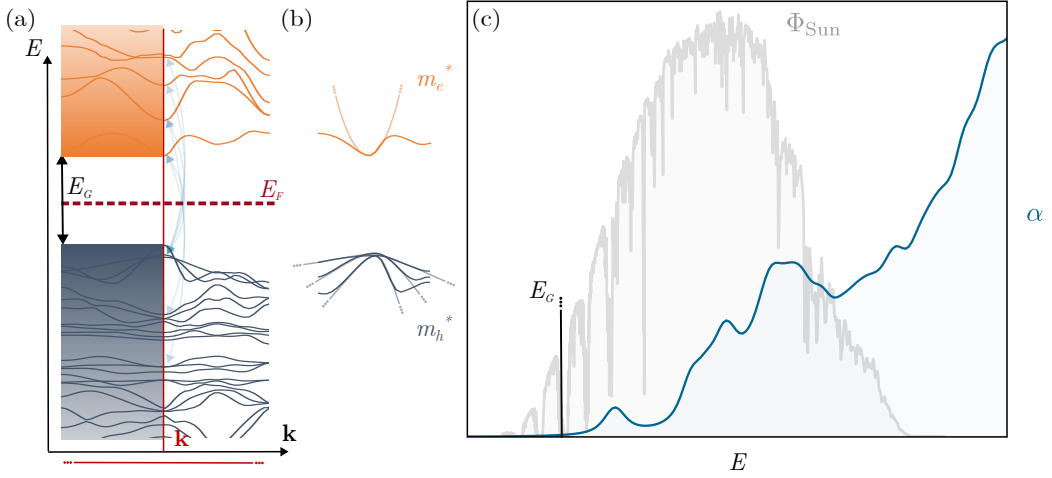 (a)
E
E_G
E_F
k
k
(b)
m_e^*
m_h^*
(c)
Φ_Sun
E_G
α
E